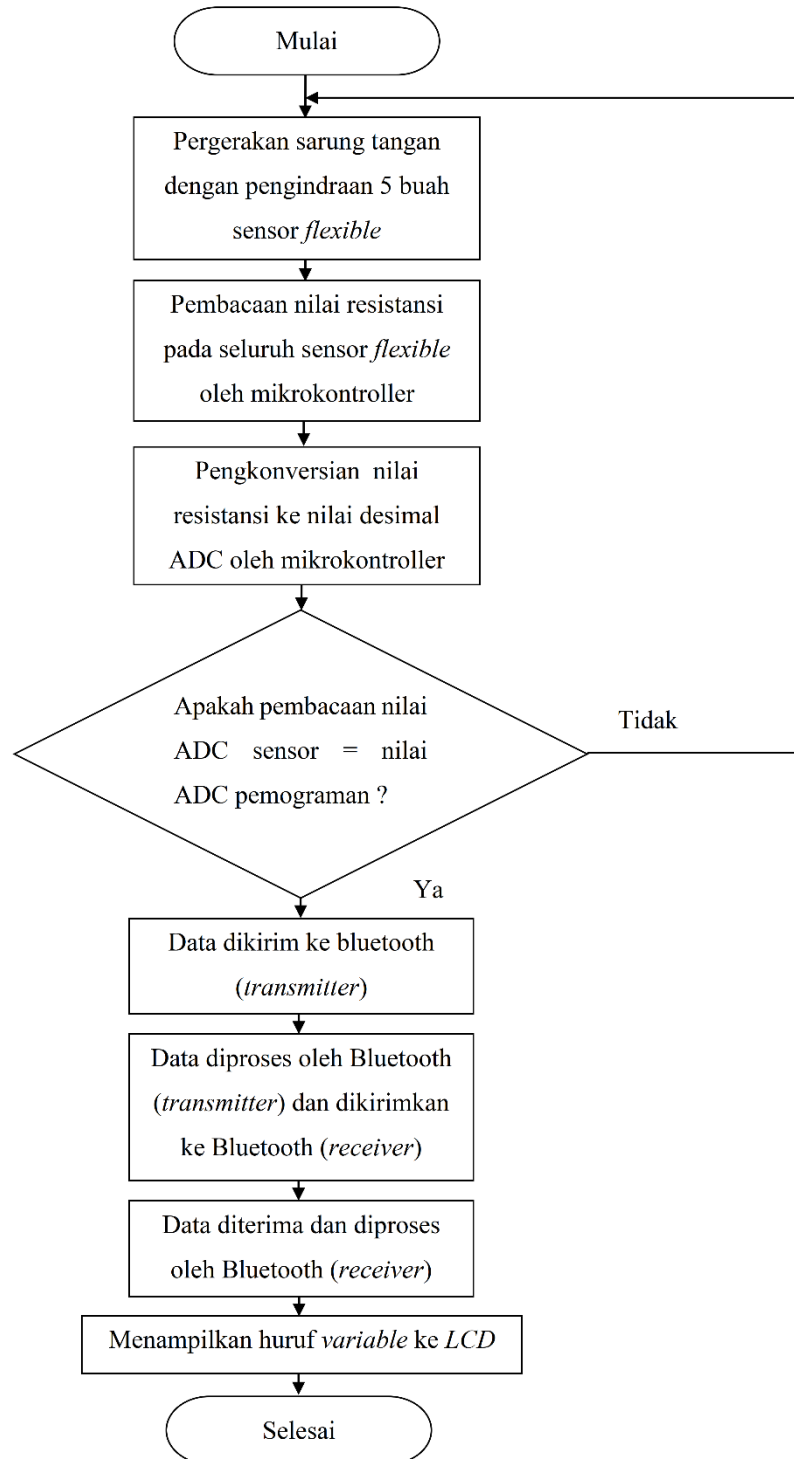 Mulai
Pergerakan sarung tangan
dengan pengindraan 5 buah
sensor flexible
Pembacaan nilai resistansi
pada seluruh sensor flexible
oleh mikrokontroller
Pengkonversian nilai
resistansi ke nilai desimal
ADC oleh mikrokontroller
Apakah pembacaan nilai
ADC sensor = nilai
ADC pemograman ?
Tidak
Ya
Data dikirim ke bluetooth
(transmitter)
Data diproses oleh Bluetooth
(transmitter) dan dikirimkan
ke Bluetooth (receiver)
Data diterima dan diproses
oleh Bluetooth (receiver)
Menampilkan huruf variable ke LCD
Selesai